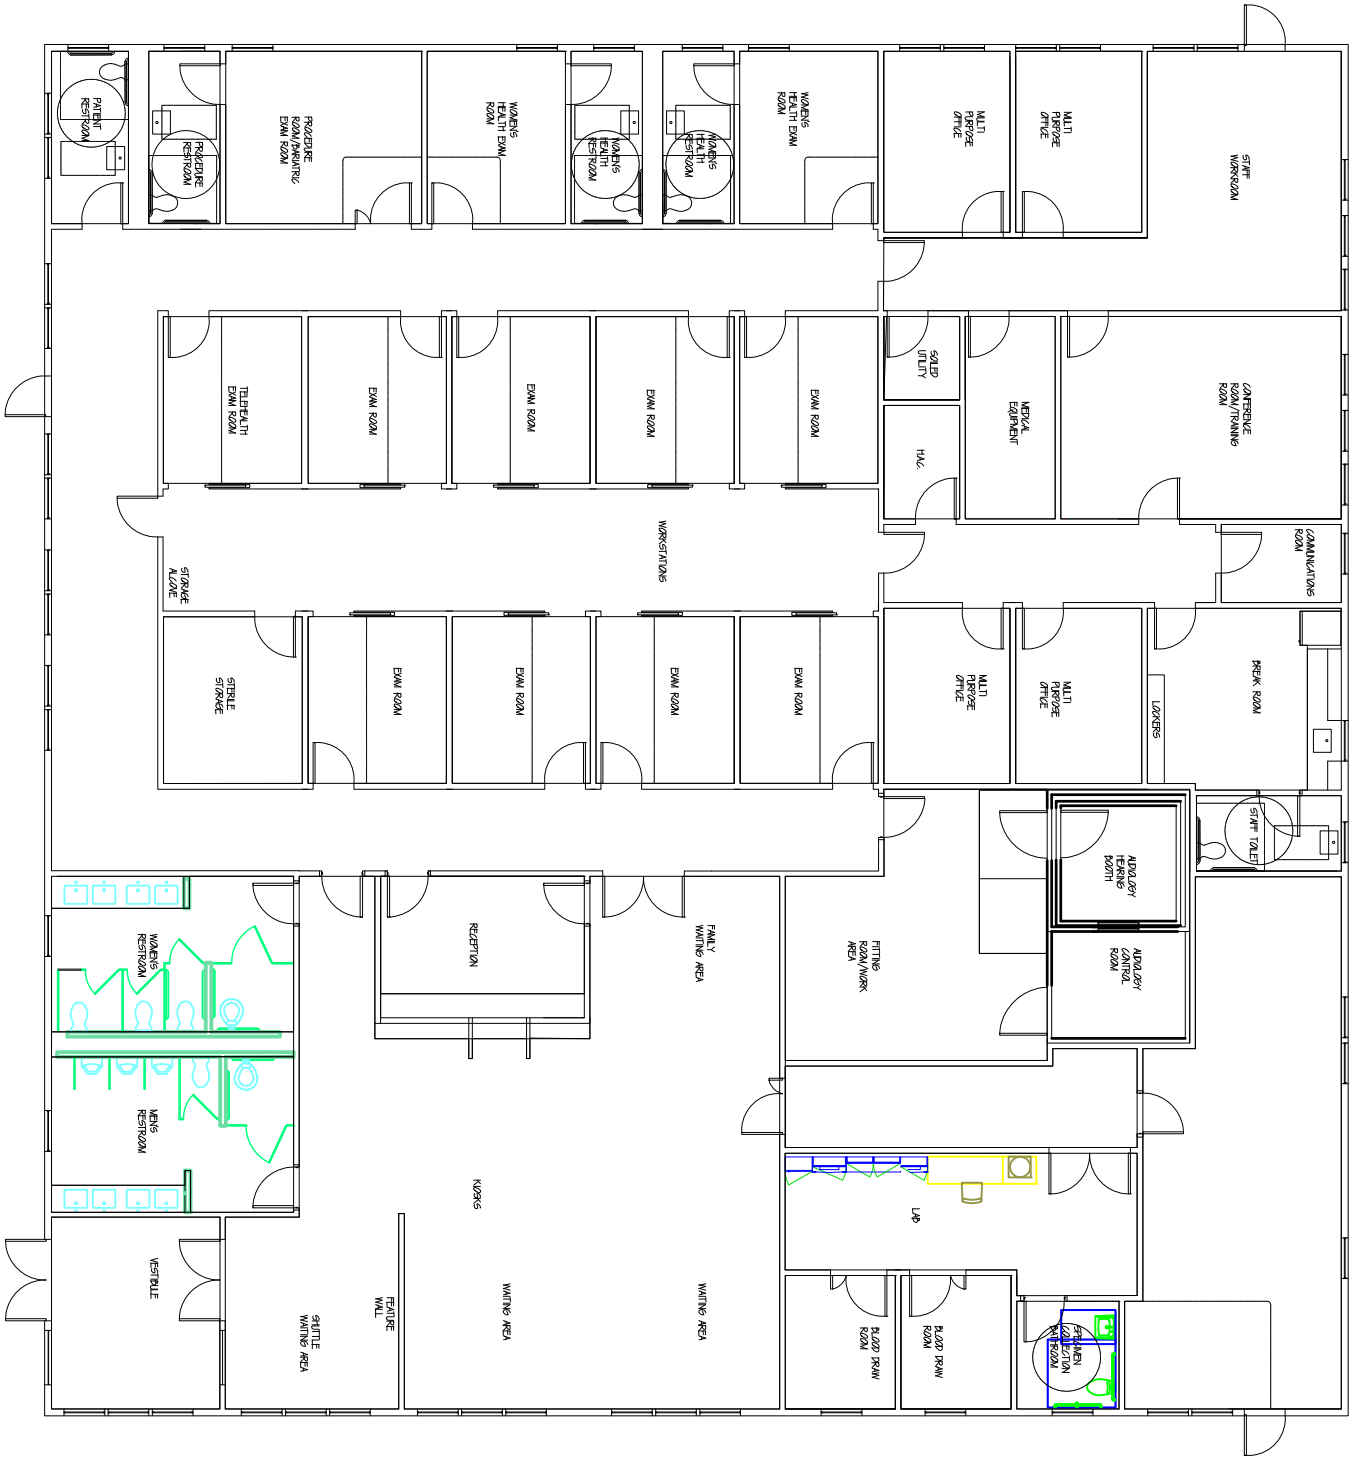 PATIENT
RESTROOM
PROCEDURE
RESTROOM
PROCEDURE
ROOM/BARIATRIC
EXAM ROOM
WOMEN'S
HEALTH EXAM
ROOM
WOMEN'S
HEALTH
RESTROOM
WOMEN'S
HEALTH
RESTROOM
WOMEN'S
HEALTH EXAM
ROOM
MULTI
PURPOSE
OFFICE
MULTI
PURPOSE
OFFICE
STAFF
WORKROOM
TELEHEALTH
EXAM ROOM
EXAM ROOM
EXAM ROOM
EXAM ROOM
EXAM ROOM
SOILED
UTILITY
H.A.C.
MEDICAL
EQUIPMENT
CONFERENCE
ROOM/TRAINING
STORAGE
ALCOVE
WORKSTATIONS
COMMUNICATIONS
ROOM
STERILE
STORAGE
EXAM ROOM
EXAM ROOM
EXAM ROOM
EXAM ROOM
MULTI
PURPOSE
OFFICE
MULTI
PURPOSE
OFFICE
LOCKERS
BREAK ROOM
STAFF TOILET
AUDIOLOGY
HEARING
BOOTH
AUDIOLOGY
CONTROL
ROOM
FITTING
ROOM/WORK
AREA
FAMILY
WAITING AREA
RECEPTION
WOMEN'S
RESTROOM
MEN'S
RESTROOM
KIOSKS
LAB
VESTIBULE
SHUTTLE
WAITING AREA
FEATURE
WALL
WAITING AREA
WAITING AREA
BLOOD DRAW
ROOM
BLOOD DRAW
ROOM
SPECIMEN
COLLECTION
BATHROOM